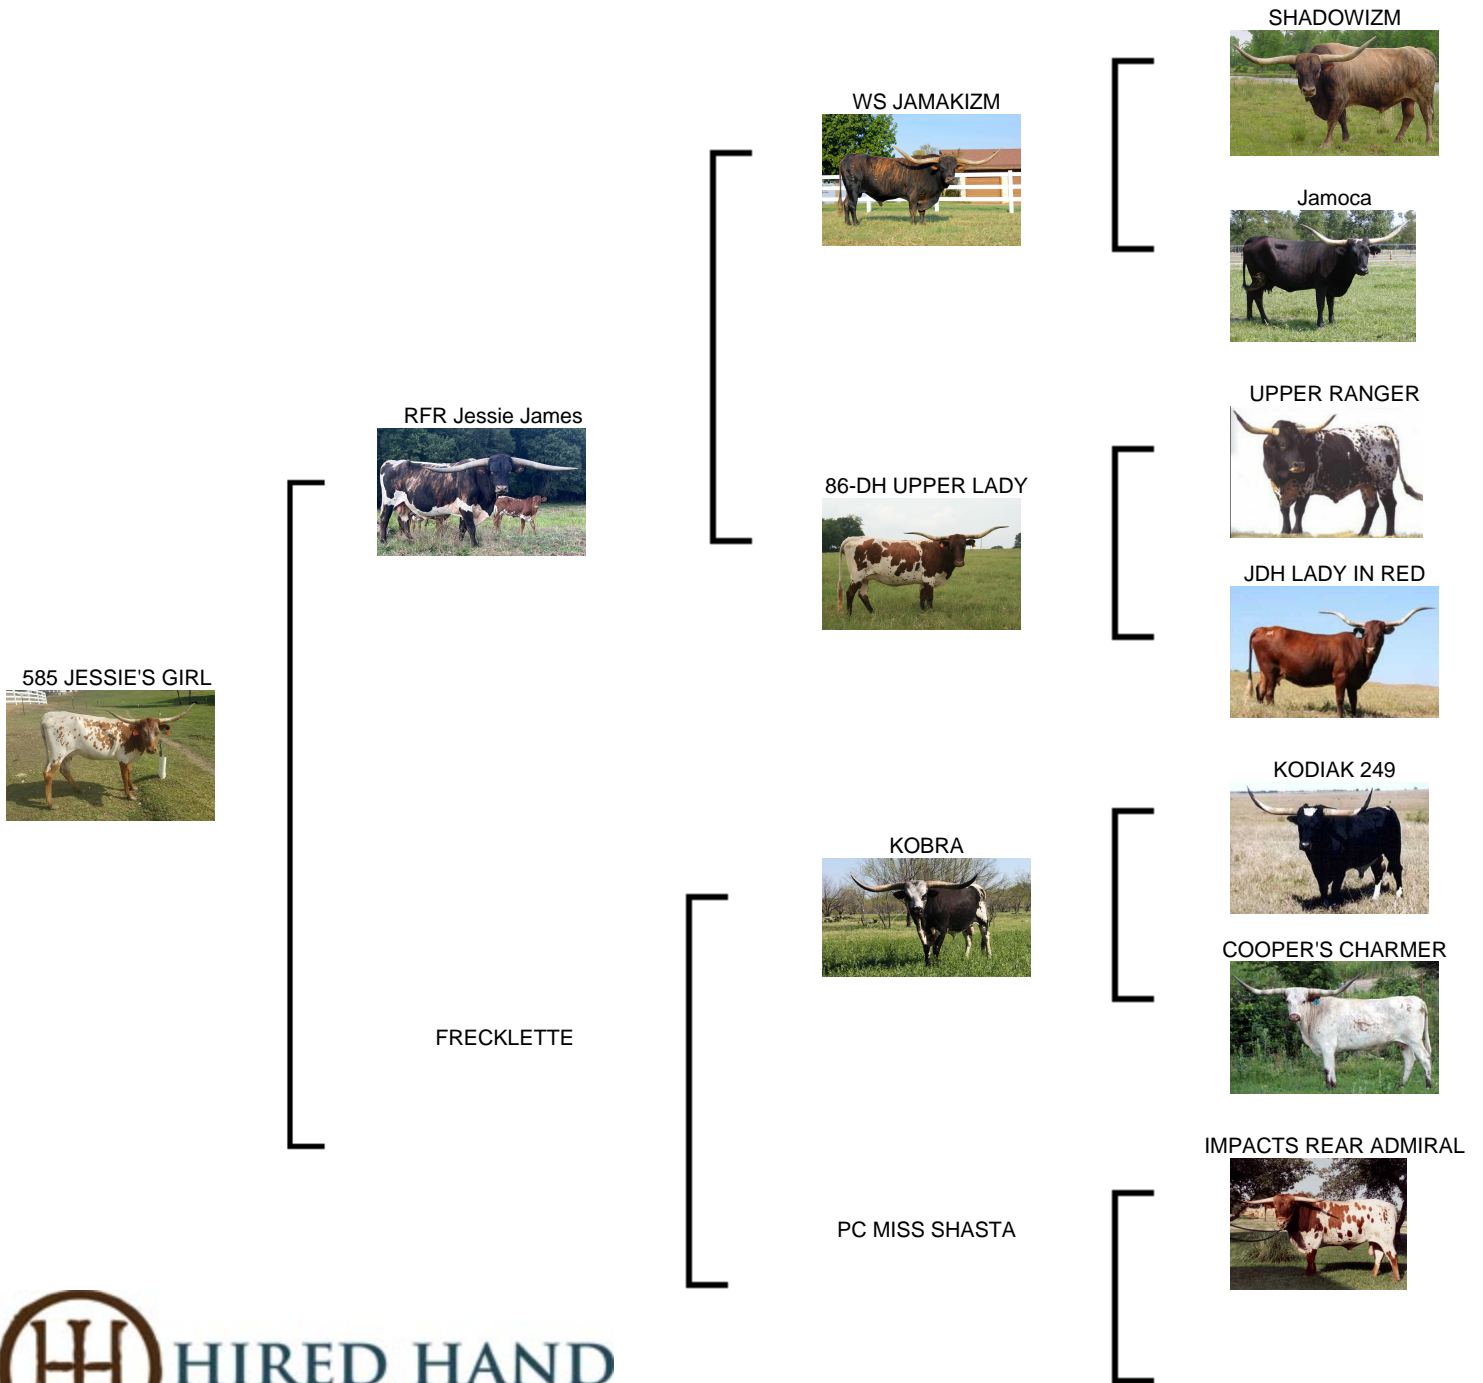 SHADOWIZM
WS JAMAKIZM
Jamoca
UPPER RANGER
RFR Jessie James
86-DH UPPER LADY
JDH LADY IN RED
585 JESSIE'S GIRL
KODIAK 249
KOBRA
COOPER'S CHARMER
FRECKLETTE
IMPACTS REAR ADMIRAL
PC MISS SHASTA
HIRED HAND